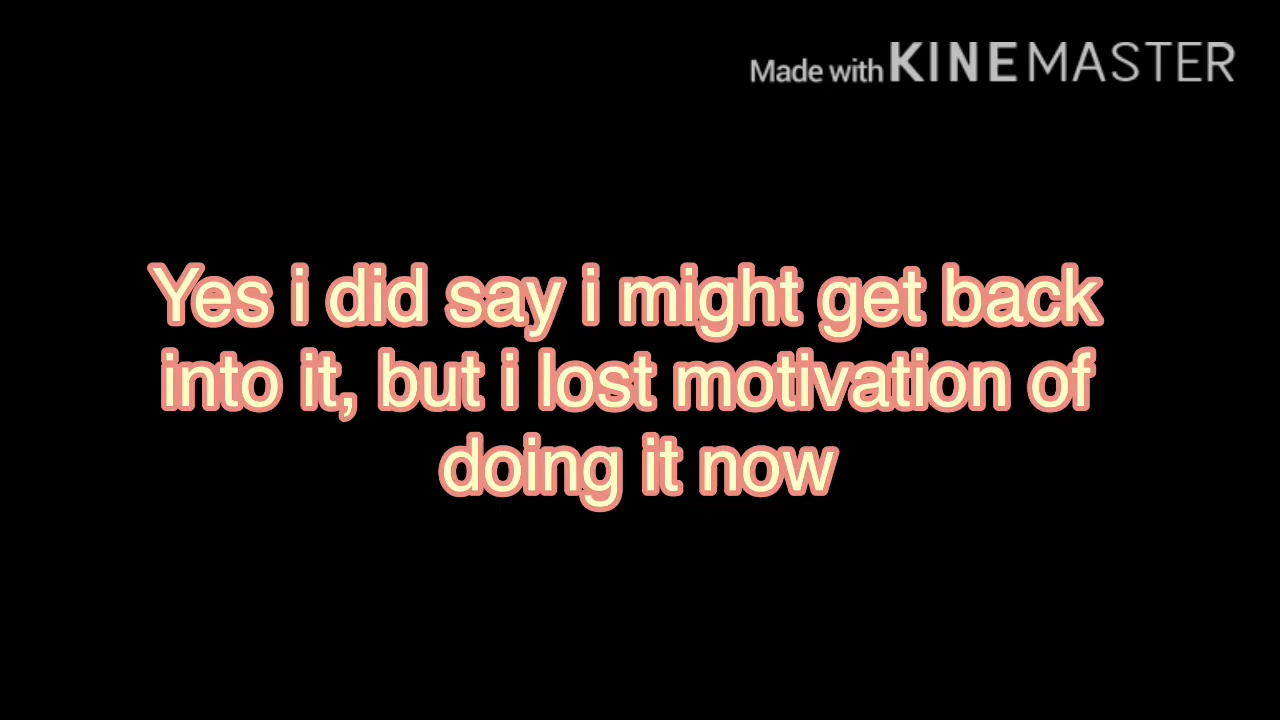 Made with KINEMASTER
Yes i did say i might get back
into it, but i lost motivation of
doing it now